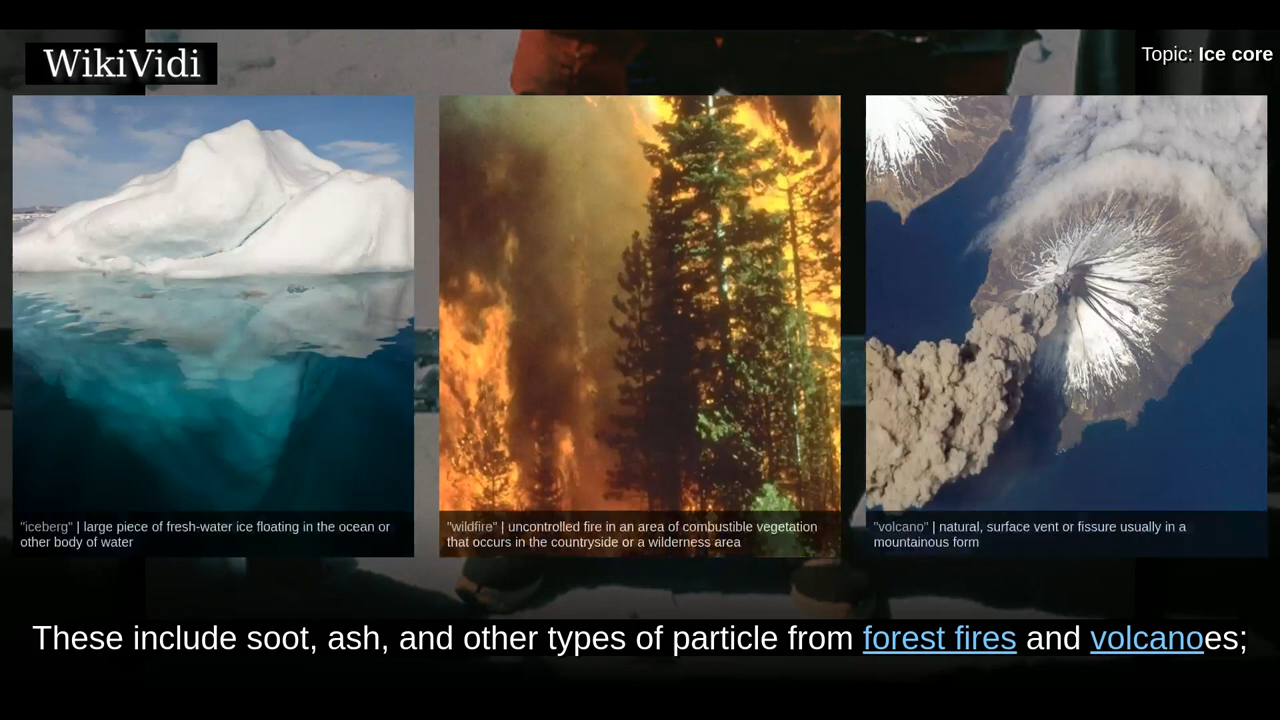 WikiVidi
Topic: Ice core
"iceberg" | large piece of fresh-water ice floating in the ocean or
other body of water
"wildfire" | uncontrolled fire in an area of combustible vegetation
that occurs in the countryside or a wilderness area
"volcano" | natural, surface vent or fissure usually in a
mountainous form
These include soot, ash, and other types of particle from forest fires and volcanoes;